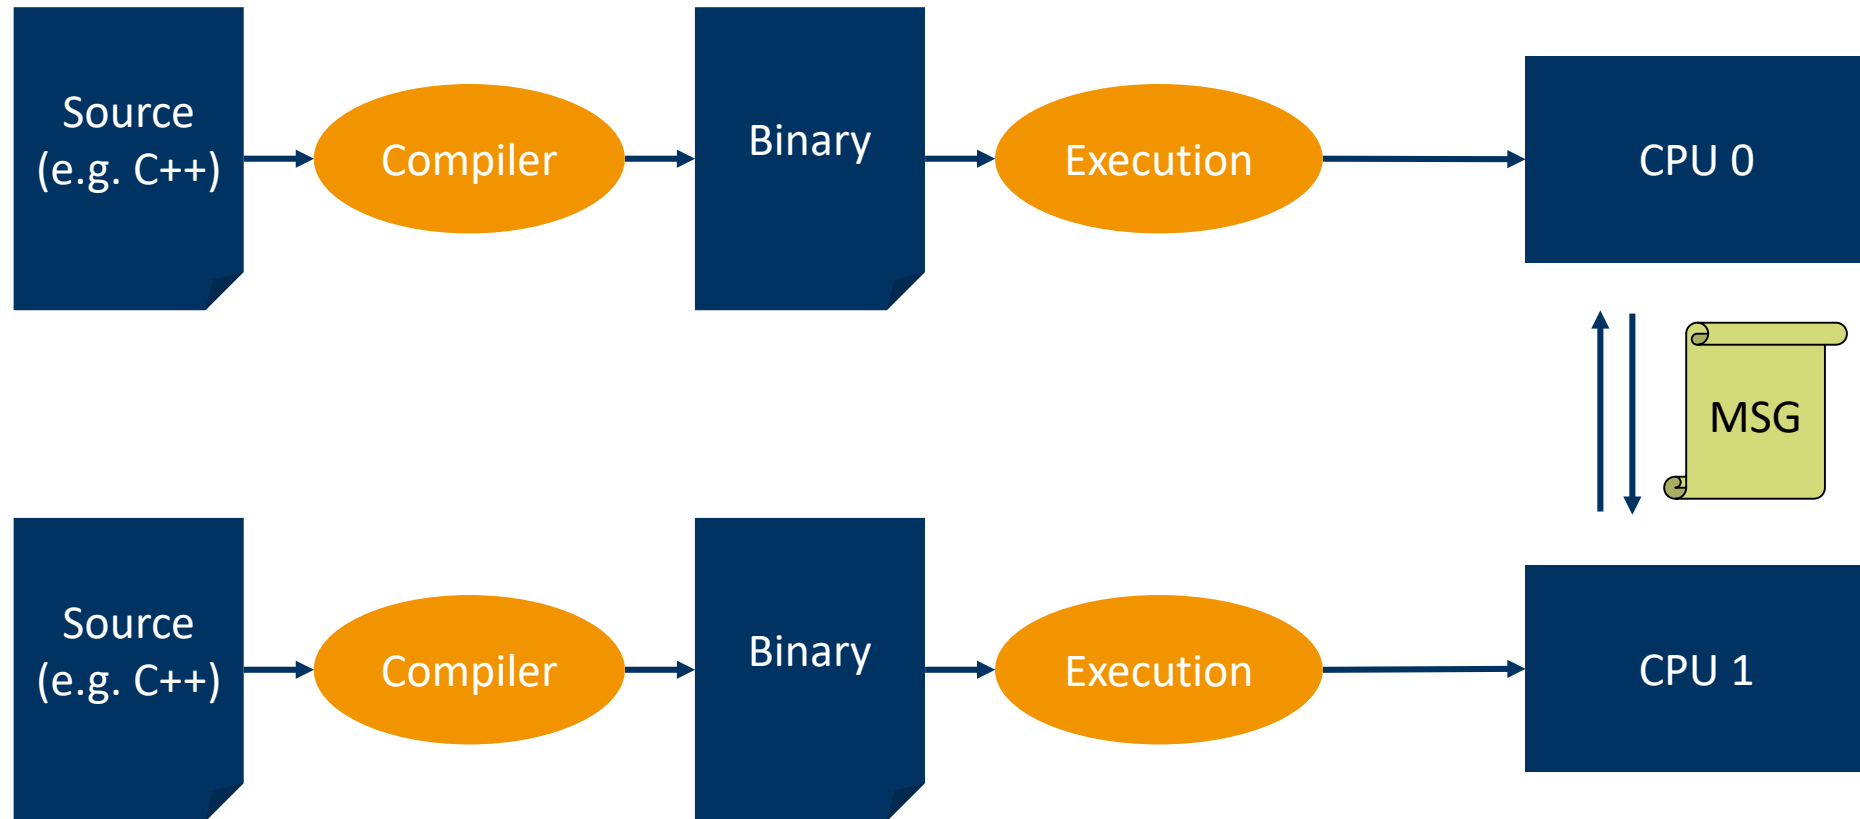 Source
(e.g. C++)
Compiler
Binary
Execution
CPU 0
MSG
Source
(e.g. C++)
Compiler
Binary
Execution
CPU 1